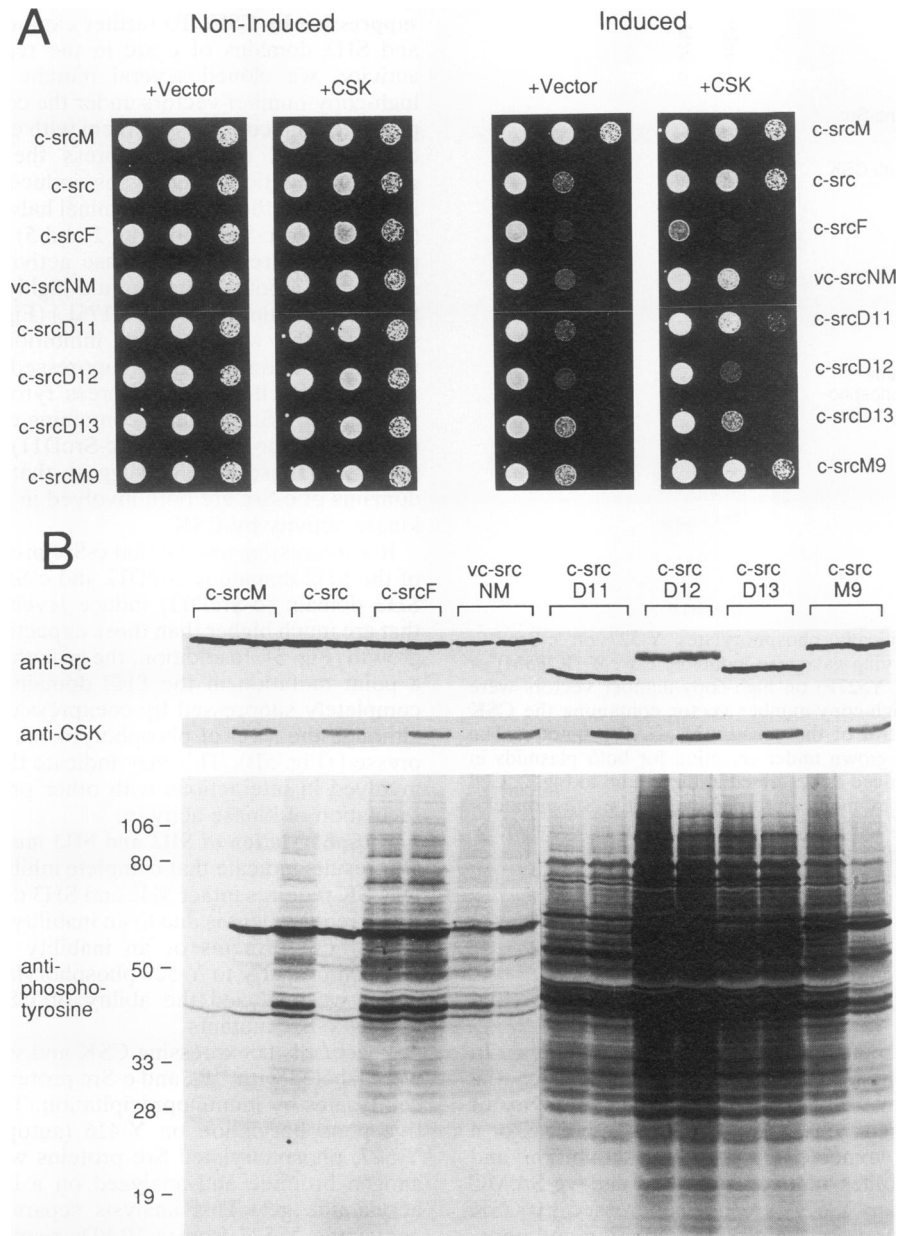 A
Non-Induced
Induced
+Vector
+CSK
+Vector
+CSK
c-srcM
c-src
c-srcF
vc-srcNM
c-srcD11
c-srcD12
c-srcD13
c-srcM9
c-srcM
c-src
c-srcF
vc-srcNM
c-srcD11
c-srcD12
c-srcD13
c-srcM9
B
c-srcM
c-src
c-srcF
vc-src
NM
c-src
D11
c-src
D12
c-src
D13
c-src
M9
anti-Src
anti-CSK
anti-
phospho-
tyrosine
106
80
50
33
28
19